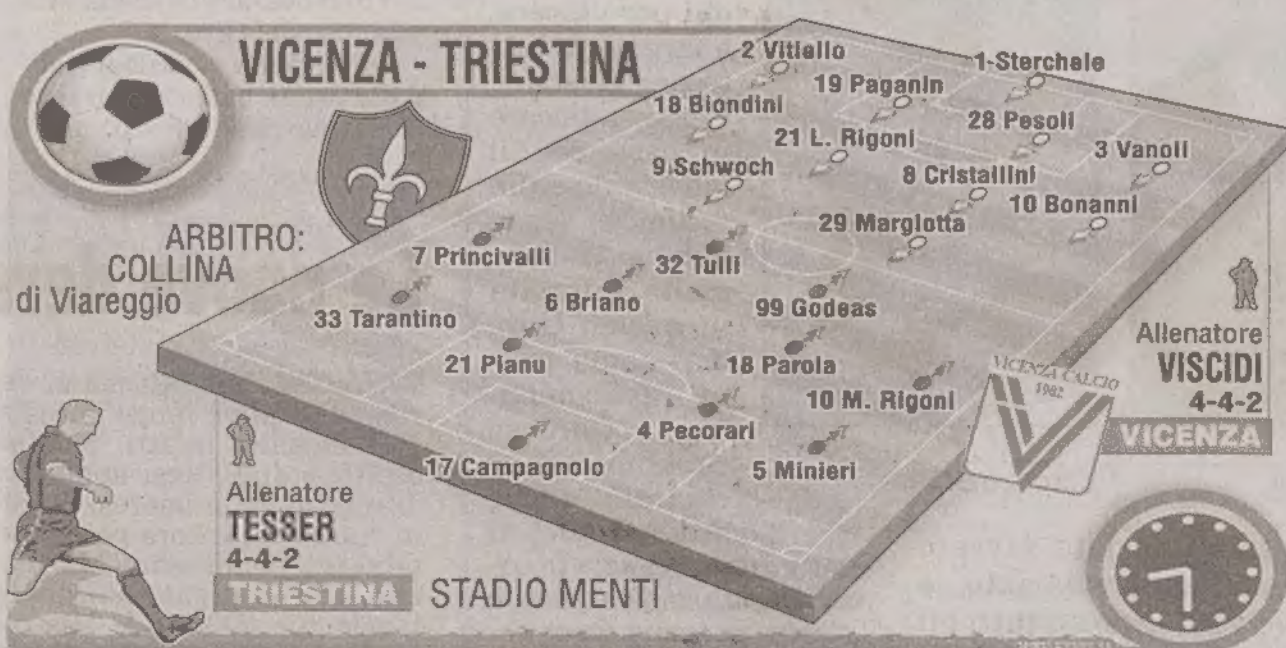 VICENZA - TRIESTINA
ARBITRO:
COLLINA
di Viareggio
2 Vitiello
1 Sterchele
19 Paganin
18 Biondini
28 Pesoli
21 L. Rigoni
3 Vanoli
9 Schwoch
8 Cristallini
10 Bonanni
29 Margiotta
7 Princivalli
32 Tulli
6 Briano
99 Godeas
33 Tarantino
21 Pianu
18 Parola
10 M. Rigoni
4 Pecorari
17 Campagnolo
5 Minieri
Allenatore
VISCIDI
4-4-2
VICENZA
VICENZA CALCIO
1902
Allenatore
TESSER
4-4-2
TRIESTINA
STADIO MENTI